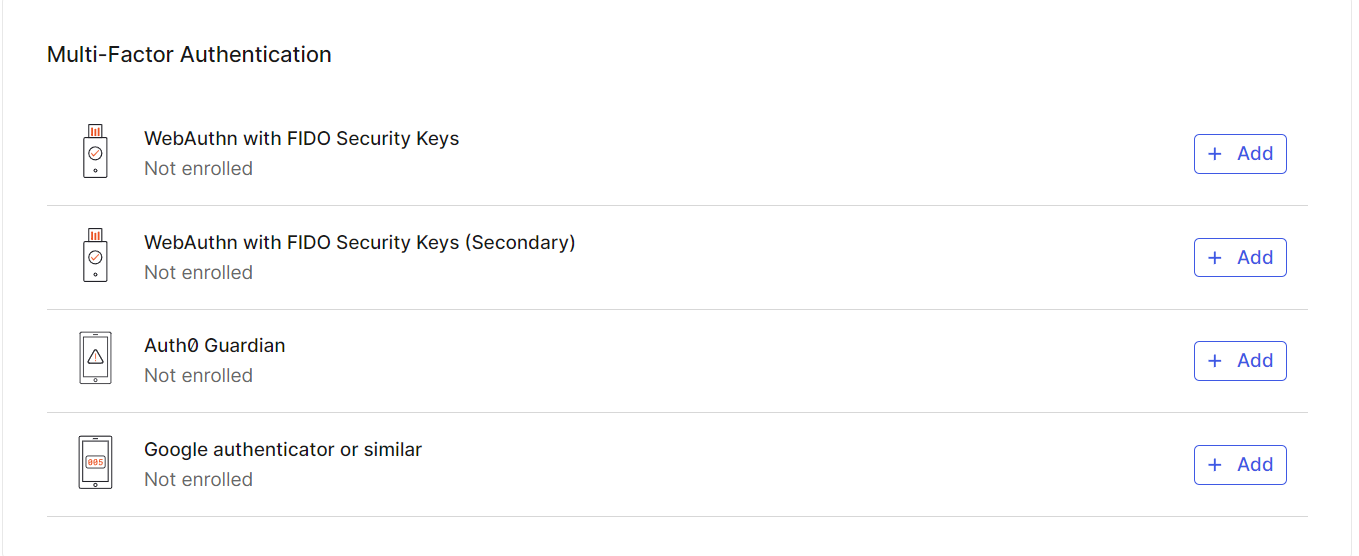 Multi-Factor Authentication
WebAuthn with FIDO Security Keys
Not enrolled
+ Add
WebAuthn with FIDO Security Keys (Secondary)
Not enrolled
+ Add
Auth0 Guardian
Not enrolled
+ Add
005
Google authenticator or similar
Not enrolled
+ Add